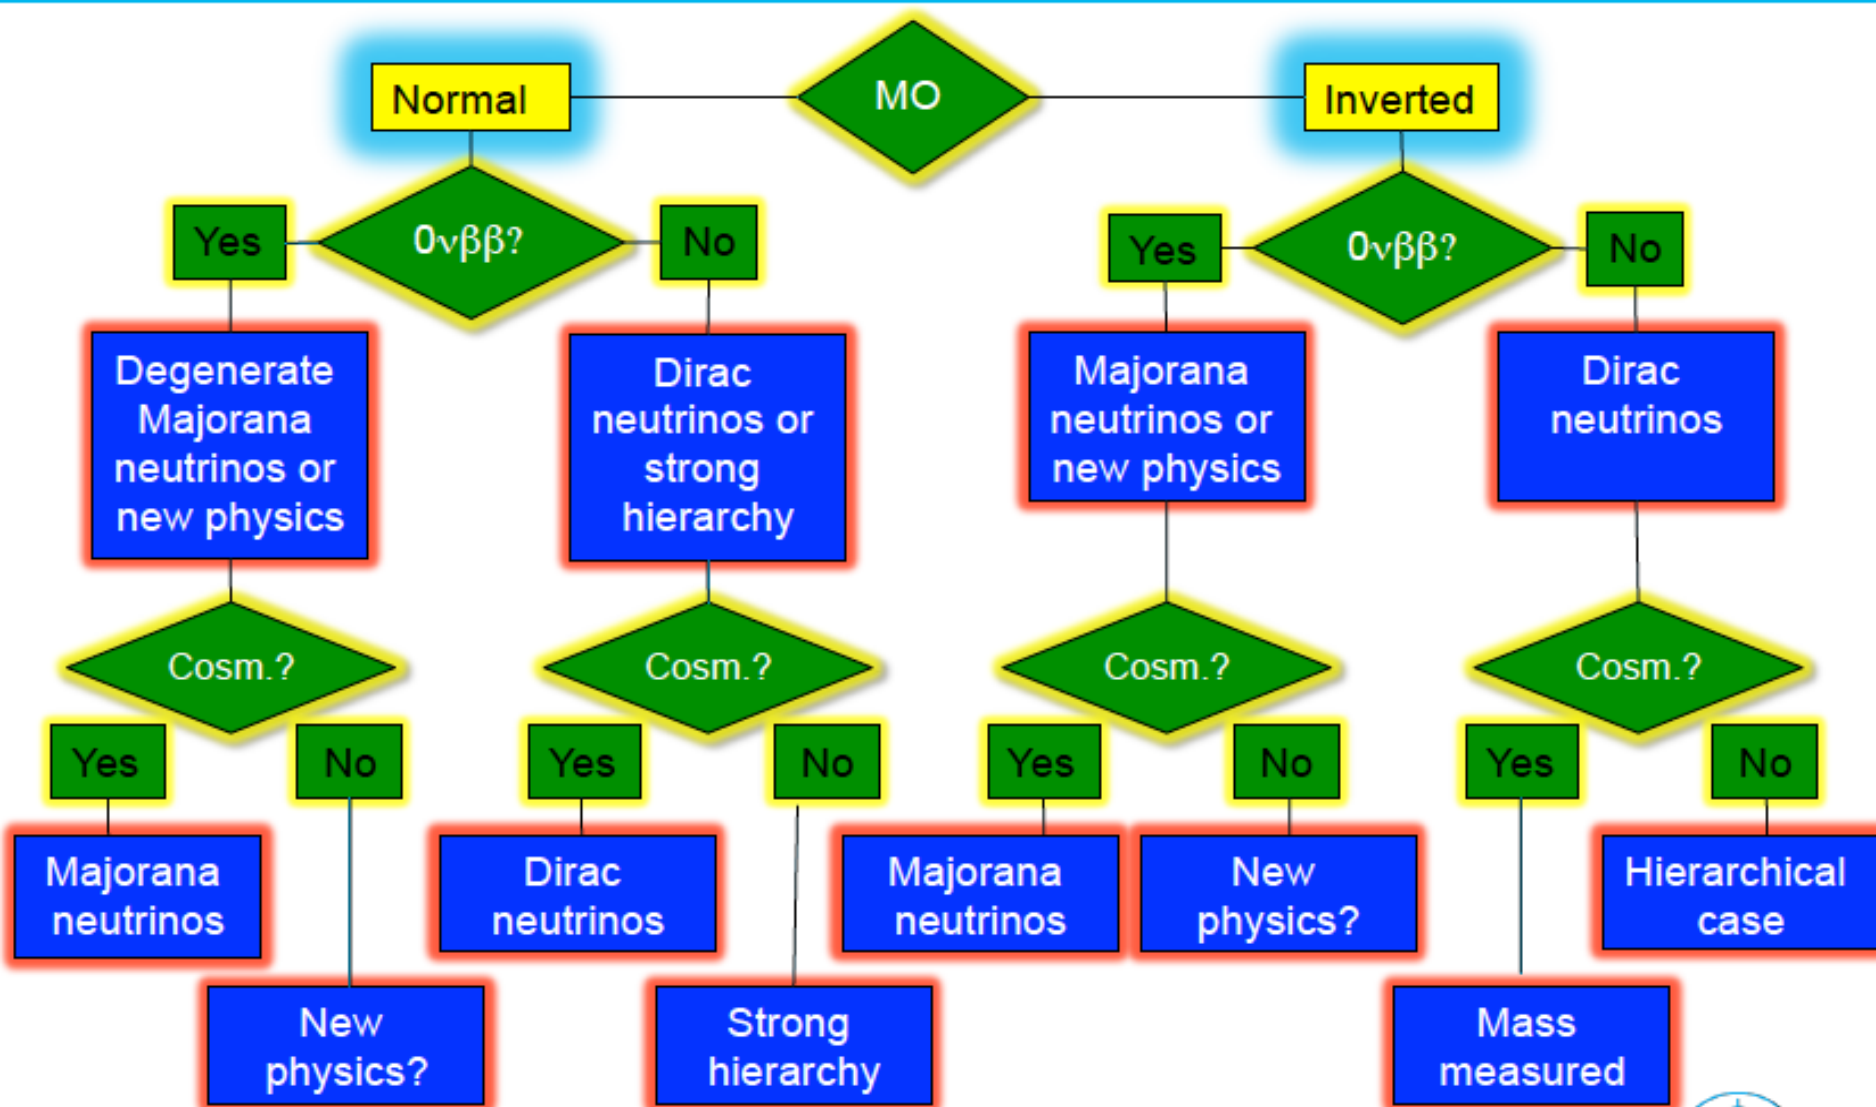 Normal
MO
Inverted
Yes
0νββ?
No
Yes
0νββ?
No
Degenerate
Majorana
neutrinos or
new physics
Dirac
neutrinos or
strong
hierarchy
Majorana
neutrinos or
new physics
Dirac
neutrinos
Cosm.?
Cosm.?
Cosm.?
Cosm.?
Yes
No
Yes
No
Yes
No
Yes
No
Majorana
neutrinos
Dirac
neutrinos
Majorana
neutrinos
New
physics?
Hierarchical
case
New
physics?
Strong
hierarchy
Mass
measured